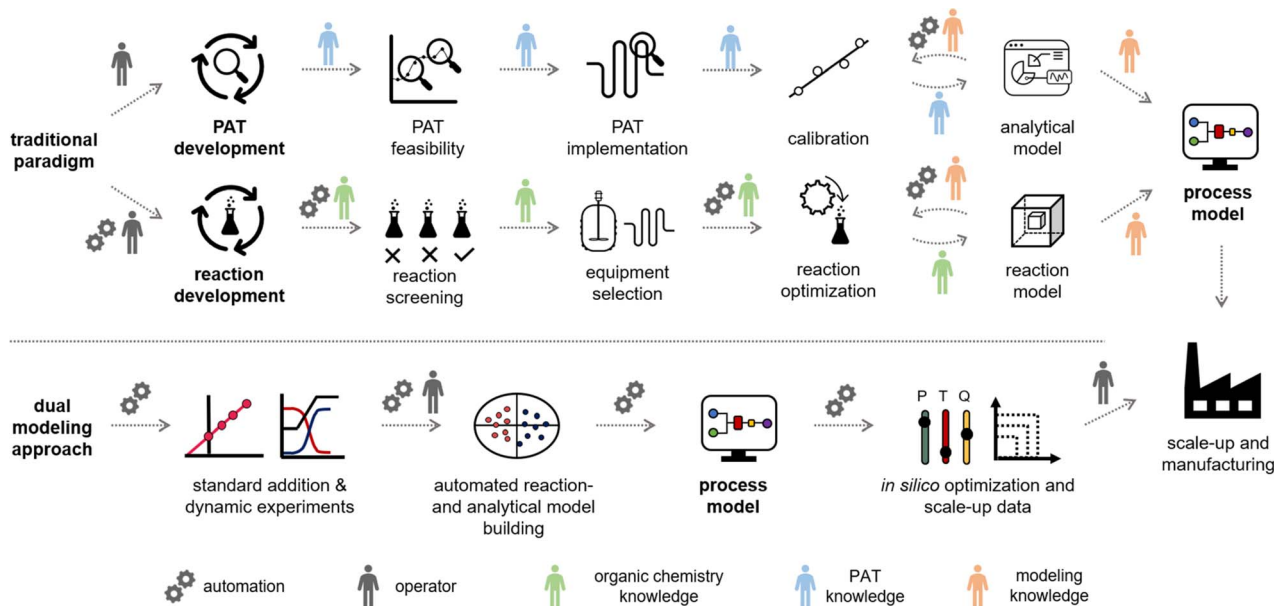 traditional
paradigm
PAT
development
PAT
feasibility
PAT
implementation
calibration
analytical
model
reaction
development
reaction
screening
equipment
selection
reaction
optimization
reaction
model
process
model
dual
modeling
approach
standard addition &
dynamic experiments
automated reaction-
and analytical model
building
process
model
P T Q
in silico optimization and
scale-up data
scale-up and
manufacturing
automation
operator
organic chemistry
knowledge
PAT
knowledge
modeling
knowledge